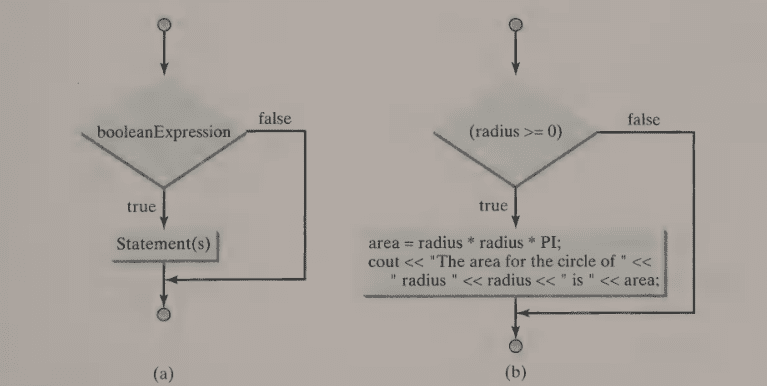 booleanExpression
false
true
Statement(s)
(a)
(radius >= 0)
false
true
area = radius * radius * PI;
cout << "The area for the circle of " <<
" radius " << radius << " is " << area;
(b)